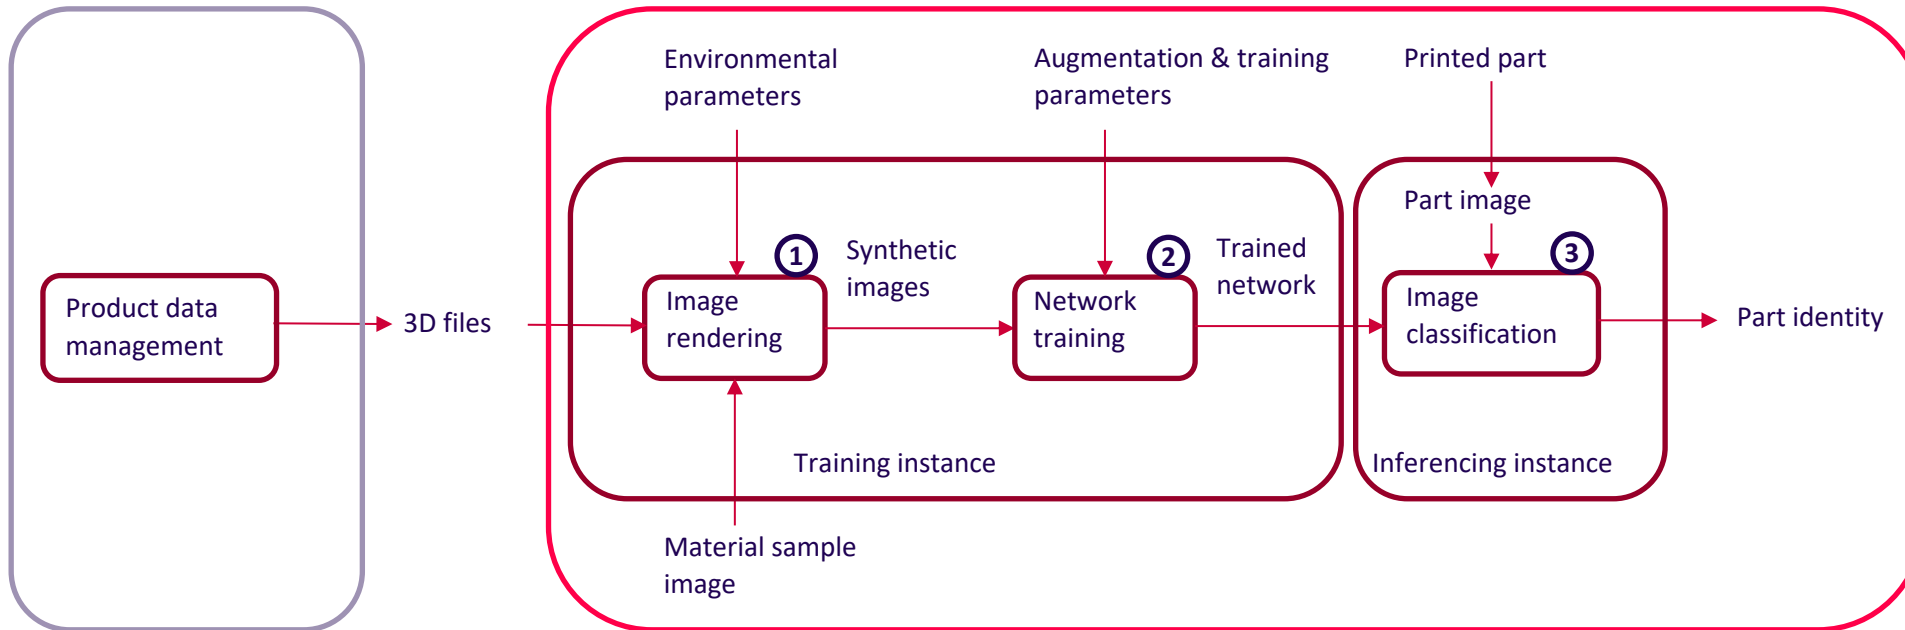 Product data
management
3D files
Environmental
parameters
1
Image
rendering
Material sample
image
Synthetic
images
Augmentation & training
parameters
2
Network
training
Trained
network
Training instance
Printed part
Part image
3
Image
classification
Inferencing instance
Part identity